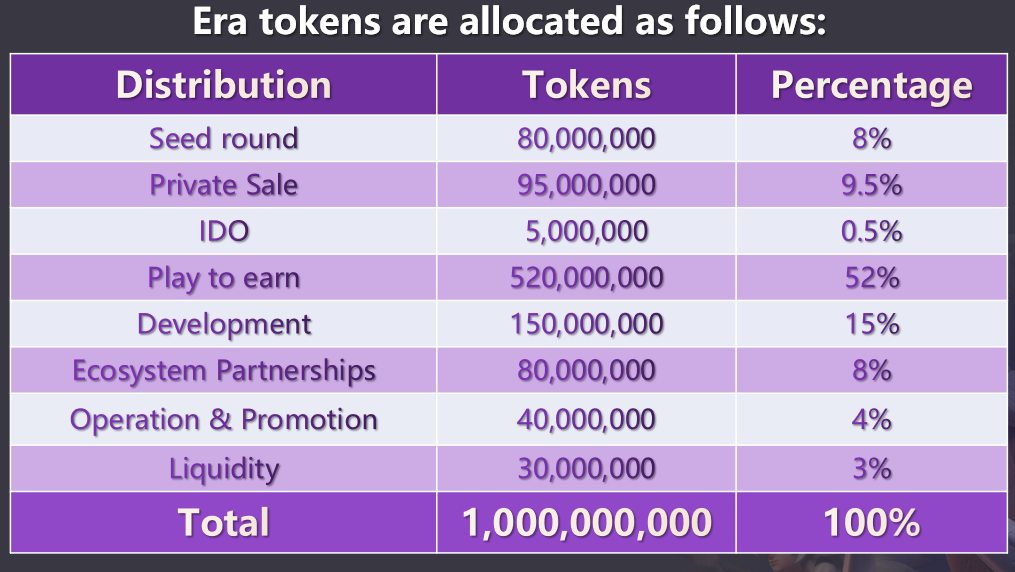 Era tokens are allocated as follows:
Distribution Tokens Percentage
Seed round 80,000,000 8%
Private Sale 95,000,000 9.5%
IDO 5,000,000 0.5%
Play to earn 520,000,000 52%
Development 150,000,000 15%
Ecosystem Partnerships 80,000,000 8%
Operation & Promotion 40,000,000 4%
Liquidity 30,000,000 3%
Total 1,000,000,000 100%